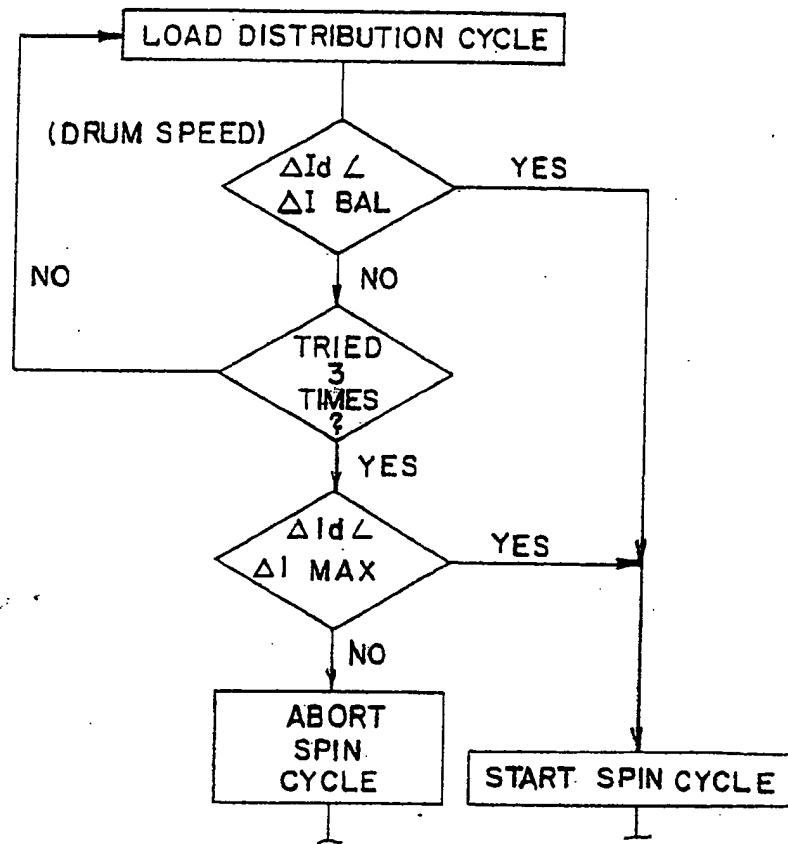 LOAD DISTRIBUTION CYCLE
(DRUM SPEED)
ΔId ∠
ΔI BAL
YES
NO
NO
TRIED
3
TIMES
?
YES
ΔId ∠
ΔI MAX
YES
NO
ABORT
SPIN
CYCLE
START SPIN CYCLE